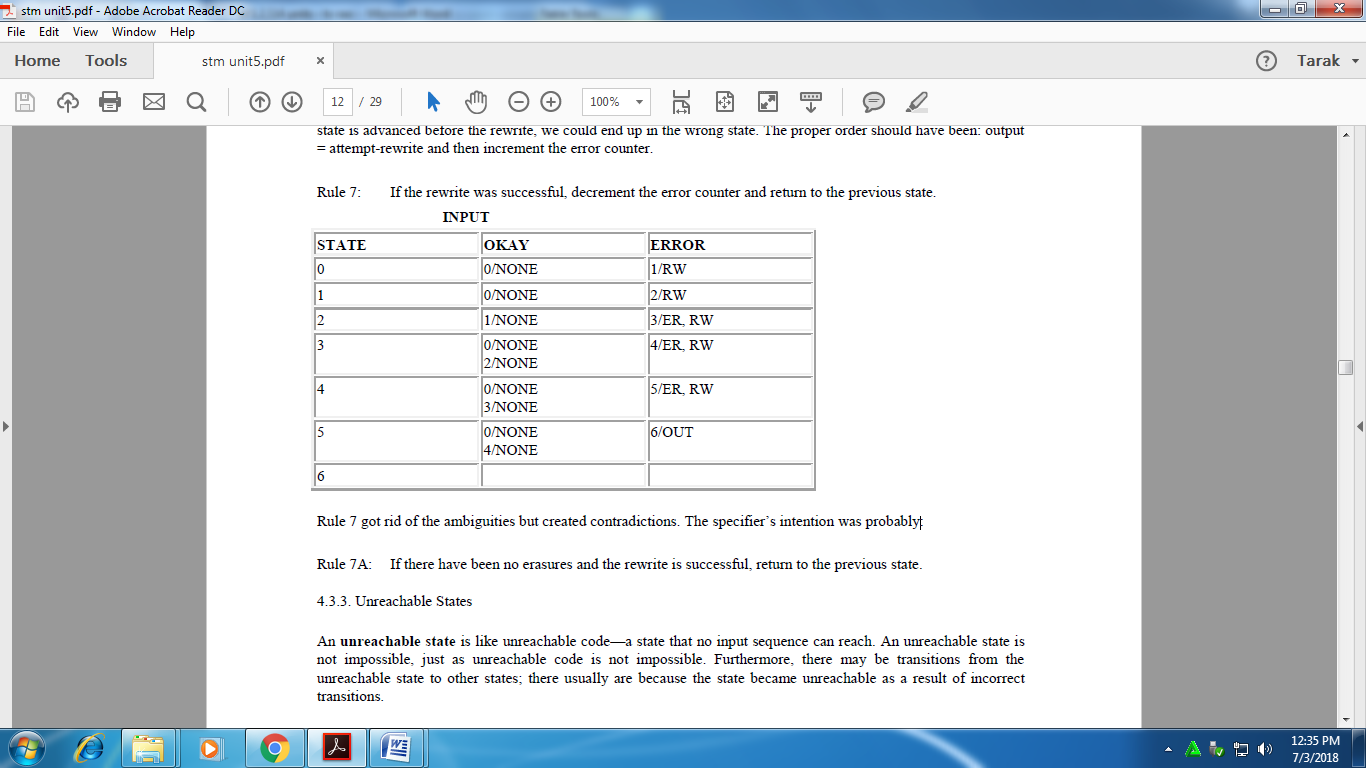 stm unit5.pdf - Adobe Acrobat Reader DC
File Edit View Window Help
Home Tools stm unit5.pdf × ? Tarak
12 / 29 100%
state is advanced before the rewrite, we could end up in the wrong state. The proper order should have been: output
= attempt-rewrite and then increment the error counter.
Rule 7: If the rewrite was successful, decrement the error counter and return to the previous state.
INPUT
STATE OKAY ERROR
0 0/NONE 1/RW
1 0/NONE 2/RW
2 1/NONE 3/ER, RW
3 0/NONE 4/ER, RW
2/NONE
4 0/NONE 5/ER, RW
3/NONE
5 0/NONE 6/OUT
4/NONE
6
Rule 7 got rid of the ambiguities but created contradictions. The specifier’s intention was probably:
Rule 7A: If there have been no erasures and the rewrite is successful, return to the previous state.
4.3.3. Unreachable States
An unreachable state is like unreachable code—a state that no input sequence can reach. An unreachable state is
not impossible, just as unreachable code is not impossible. Furthermore, there may be transitions from the
unreachable state to other states; there usually are because the state became unreachable as a result of incorrect
transitions.
12:35 PM
7/3/2018